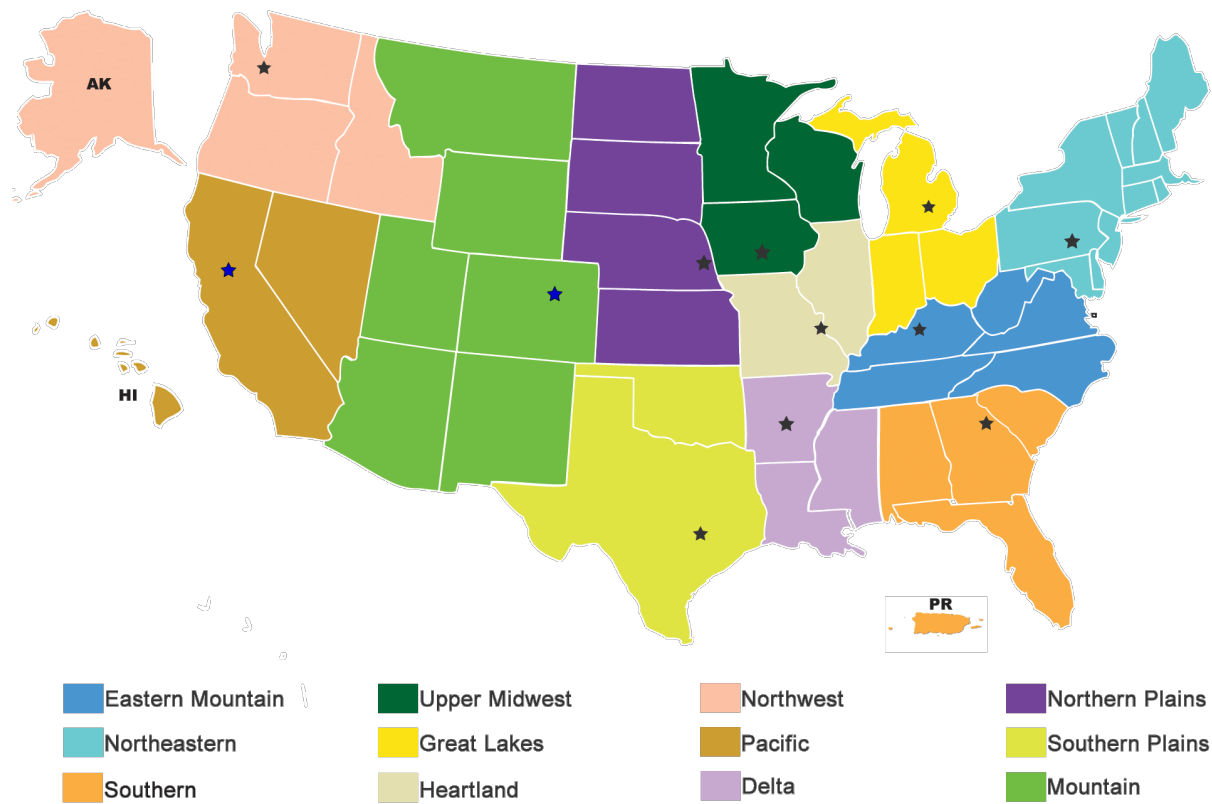 AK
HI
PR
Eastern Mountain
Upper Midwest
Northwest
Northern Plains
Northeastern
Great Lakes
Pacific
Southern Plains
Southern
Heartland
Delta
Mountain